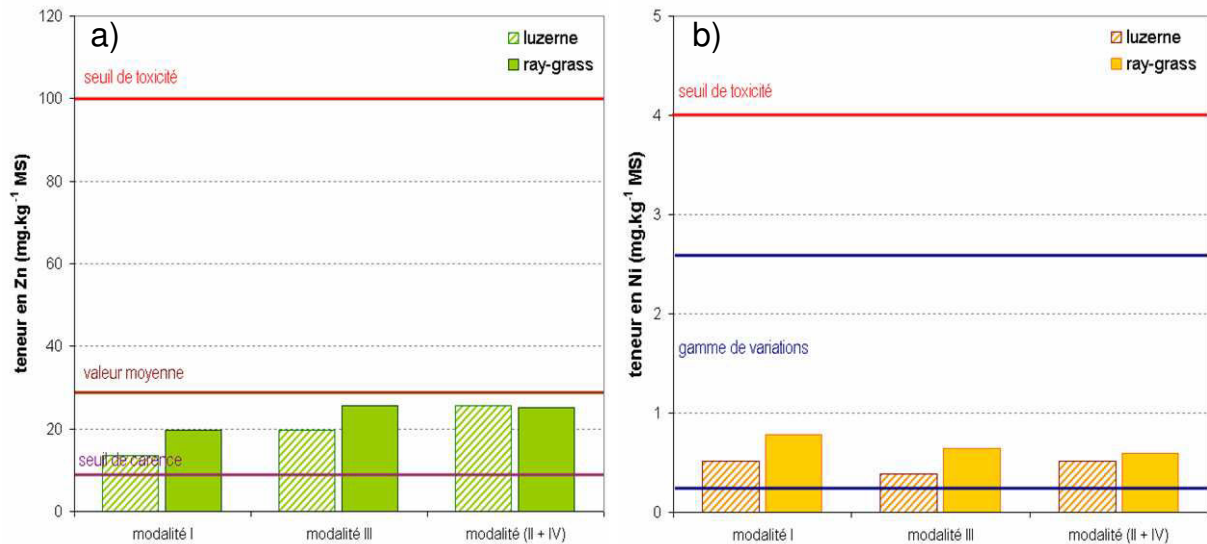 a)
luzerne
ray-grass
seuil de toxicité
valeur moyenne
seuil de carence
teneur en Zn (mg.kg-1 MS)
120
100
80
60
40
20
0
modalité I
modalité III
modalité (II + IV)
b)
luzerne
ray-grass
seuil de toxicité
gamme de variations
teneur en Ni (mg.kg-1 MS)
5
4
3
2
1
0
modalité I
modalité III
modalité (II + IV)